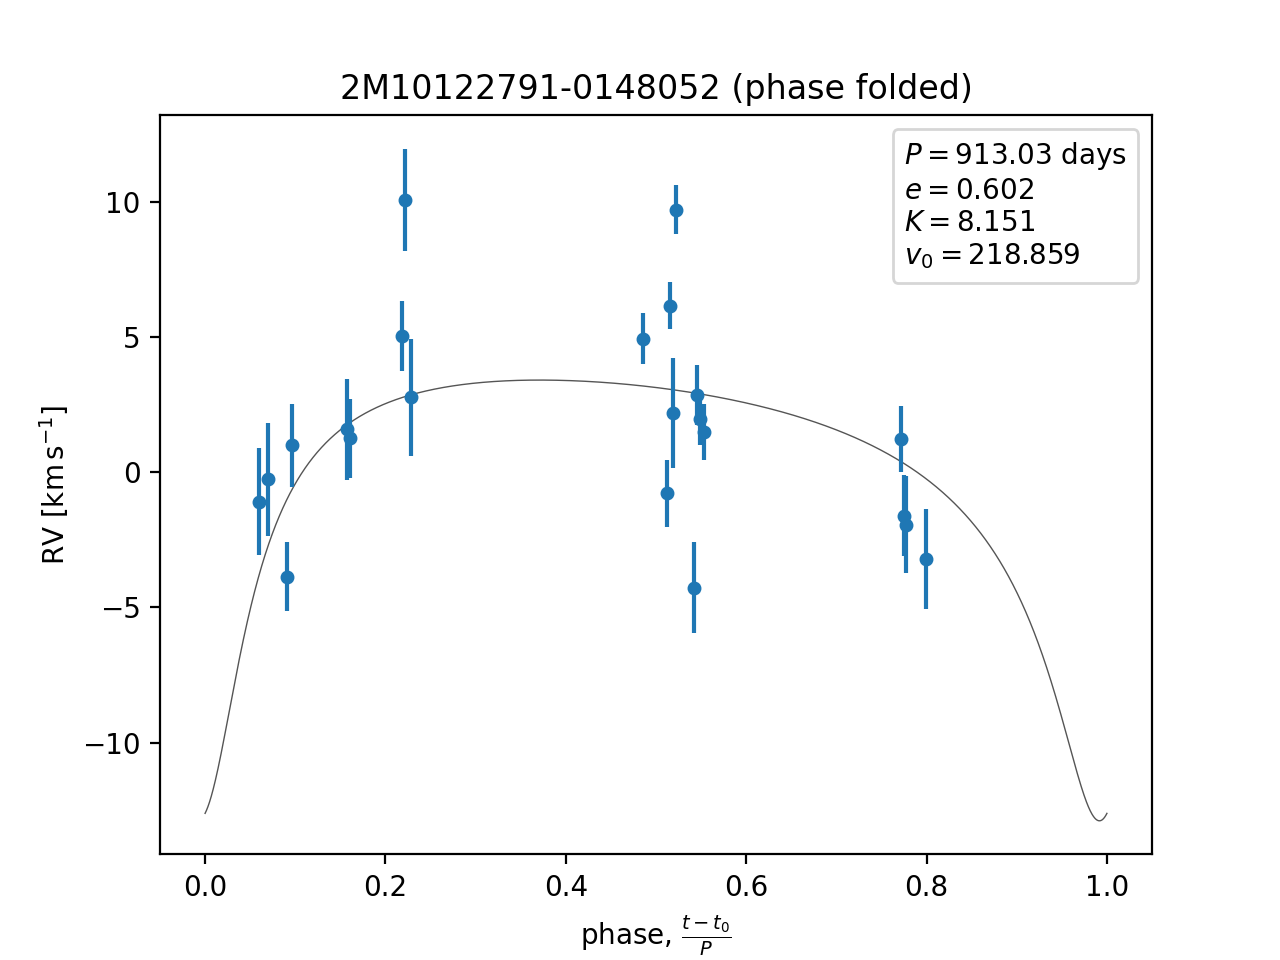 2M10122791-0148052 (phase folded)
P = 913.03 days
e = 0.602
K = 8.151
v₀ = 218.859
RV [km s⁻¹]
10
5
0
−5
−10
0.0 0.2 0.4 0.6 0.8 1.0
phase, (t − t₀)/P